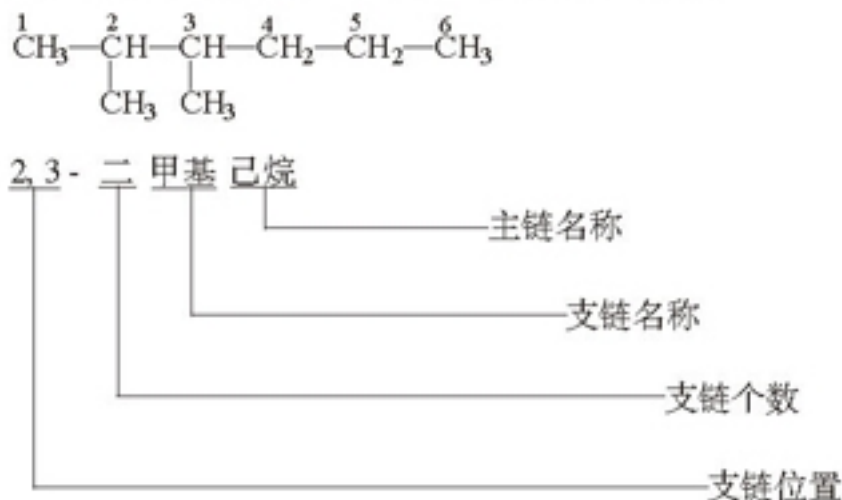 1 2 3 4 5 6
CH₃—CH—CH—CH₂—CH₂—CH₃
CH₃ CH₃
2, 3 - 二 甲基 己烷
主链名称
支链名称
支链个数
支链位置